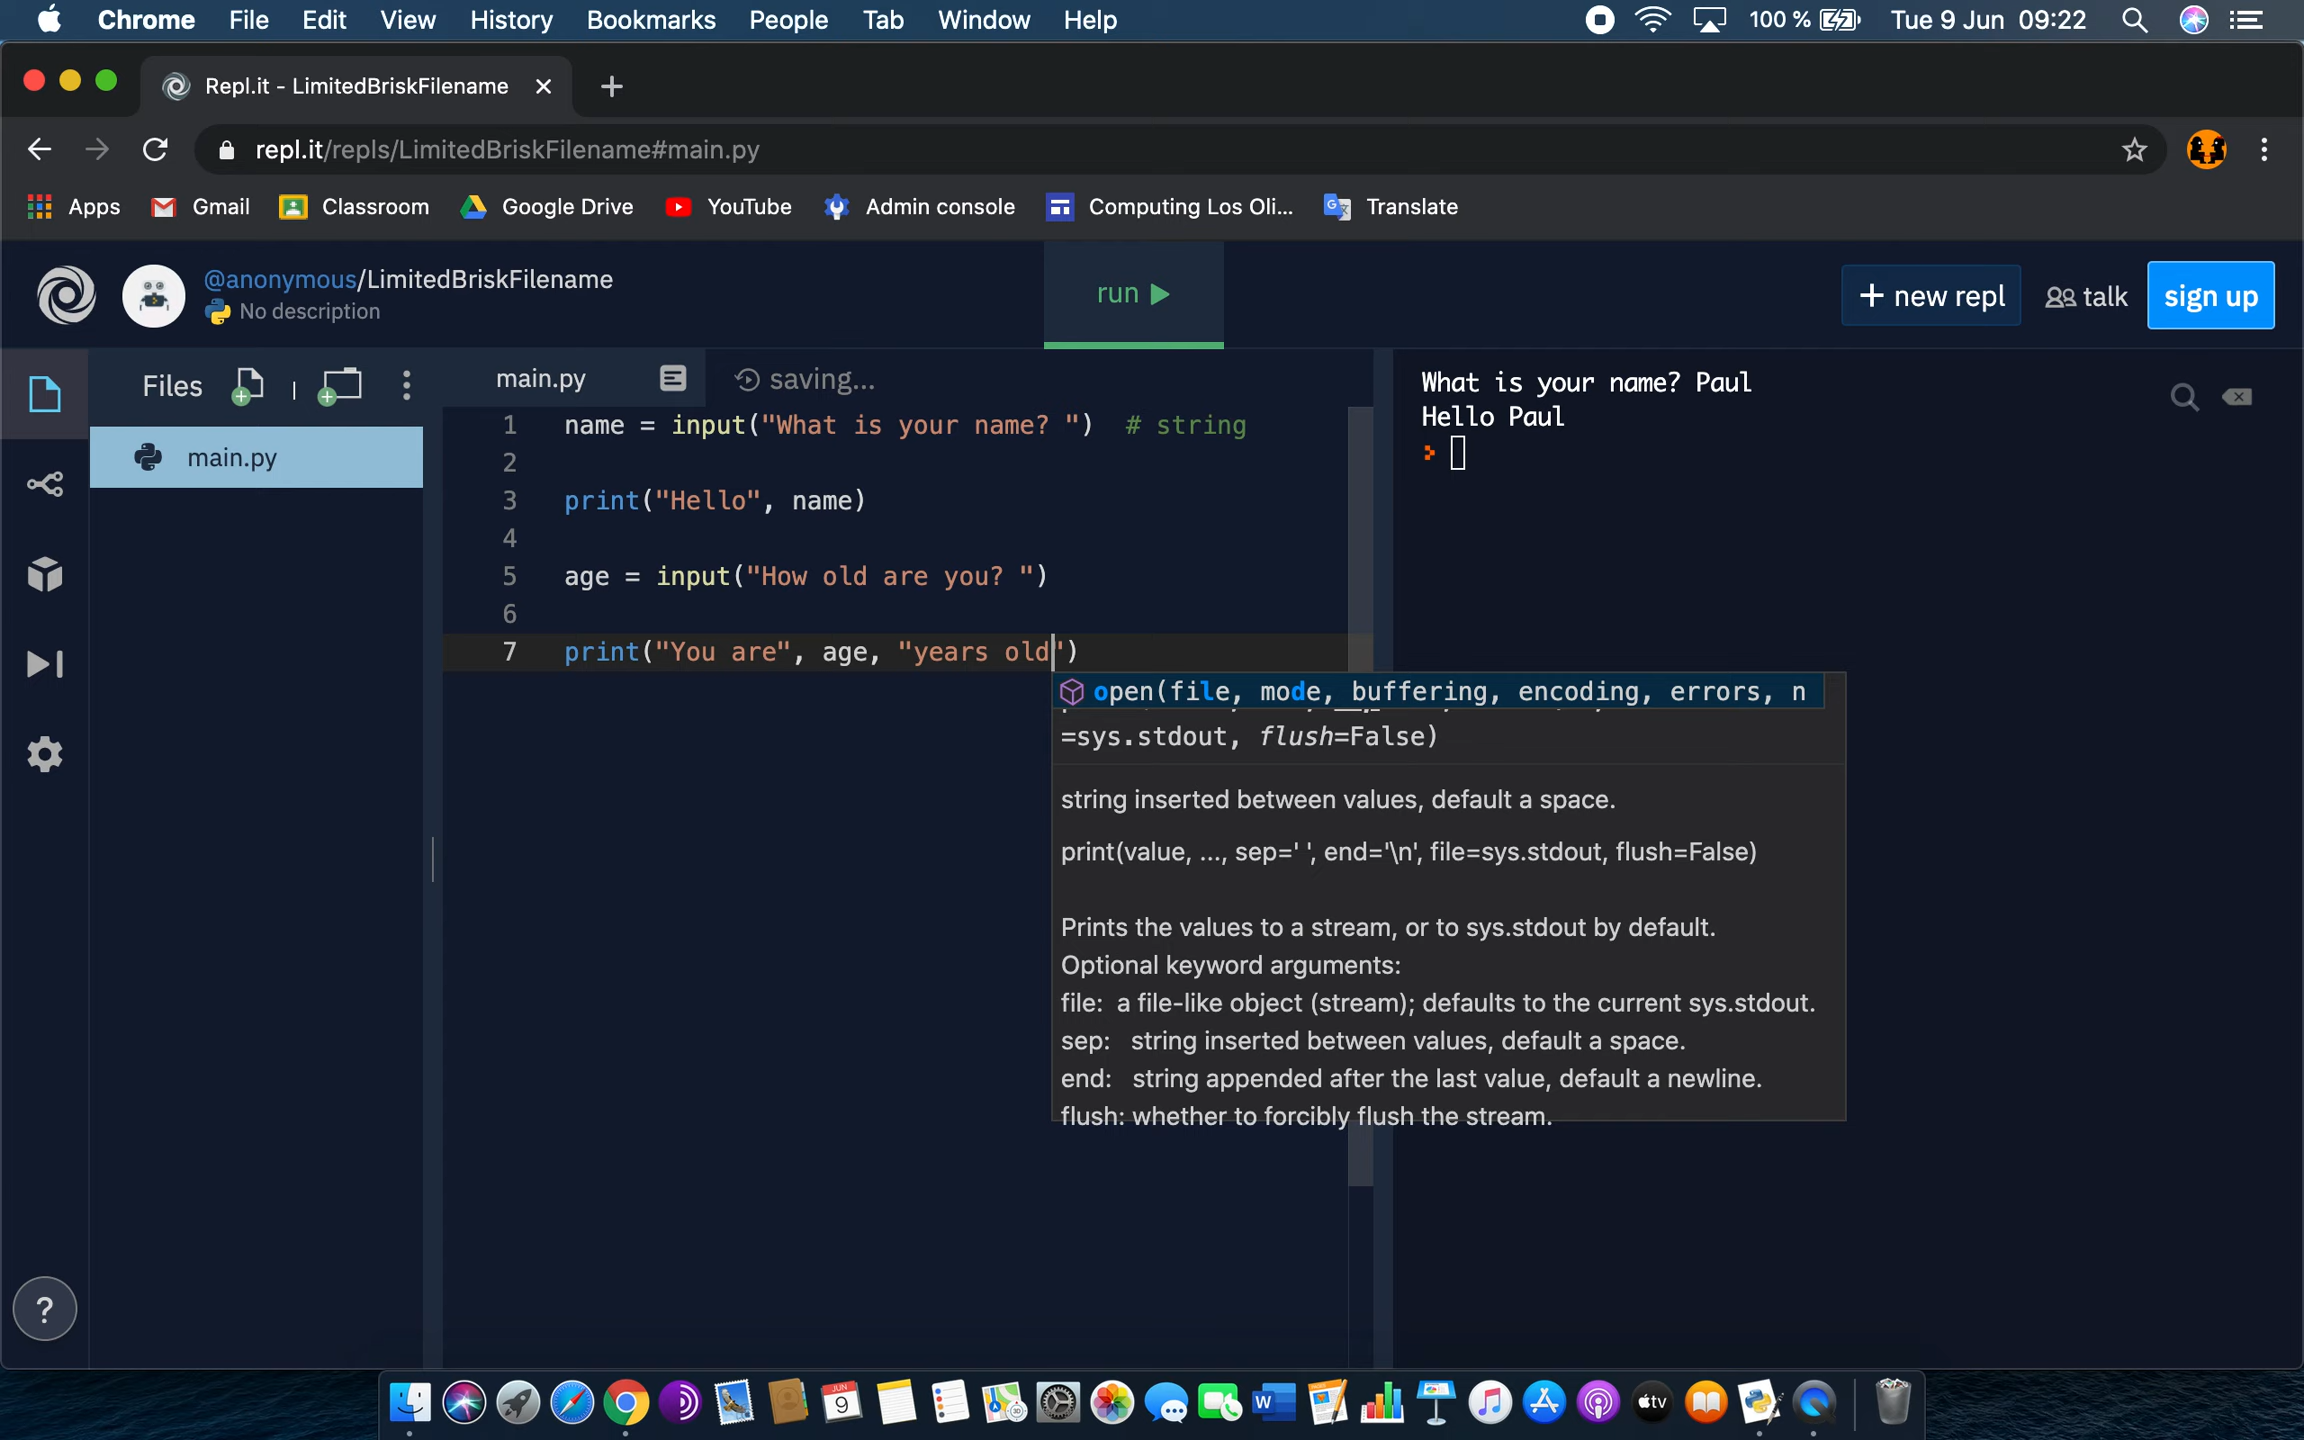 Chrome File Edit View History Bookmarks People Tab Window Help 100 % Tue 9 Jun 09:22
Repl.it - LimitedBriskFilename
repl.it/repls/LimitedBriskFilename#main.py
Apps Gmail Classroom Google Drive YouTube Admin console Computing Los Oli... Translate
@anonymous/LimitedBriskFilename
No description
run
+ new repl talk sign up
Files
main.py
main.py saving...
1 name = input("What is your name? ") # string
2
3 print("Hello", name)
4
5 age = input("How old are you? ")
6
7 print("You are", age, "years old")
open(file, mode, buffering, encoding, errors, n
=sys.stdout, flush=False)
string inserted between values, default a space.
print(value, ..., sep=' ', end='\n', file=sys.stdout, flush=False)
Prints the values to a stream, or to sys.stdout by default.
Optional keyword arguments:
file: a file-like object (stream); defaults to the current sys.stdout.
sep: string inserted between values, default a space.
end: string appended after the last value, default a newline.
flush: whether to forcibly flush the stream.
What is your name? Paul
Hello Paul
?
JUN
9
W
tv